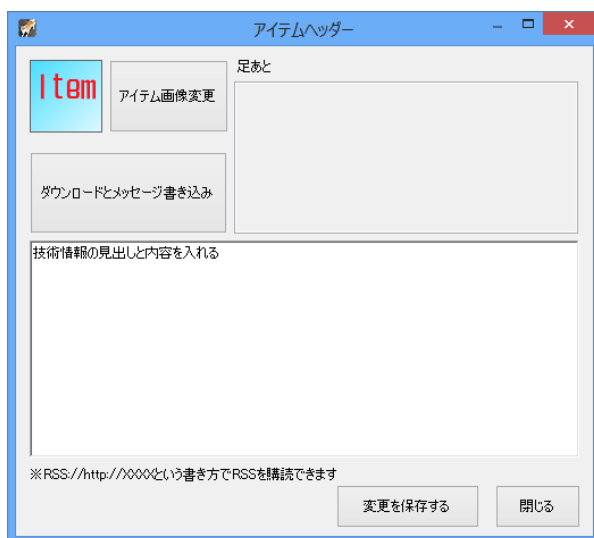 アイテムヘッダー
Item
アイテム画像変更
足あと
ダウンロードとメッセージ書き込み
技術情報の見出しと内容を入れる
※RSS://http://XXXXという書き方でRSSを購読できます
変更を保存する
閉じる